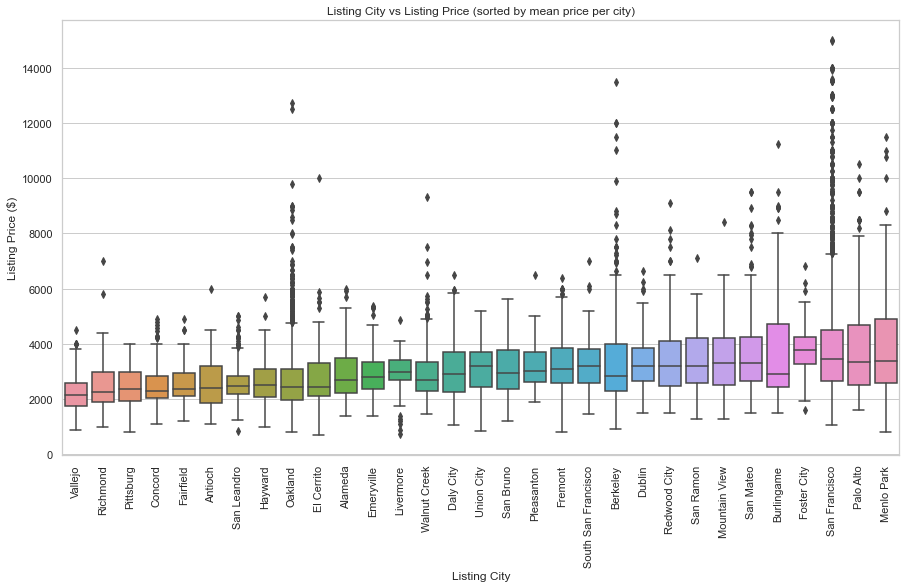 Listing City vs Listing Price (sorted by mean price per city)
Listing Price ($)
14000
12000
10000
8000
6000
4000
2000
0
Vallejo
Richmond
Pittsburg
Concord
Fairfield
Antioch
San Leandro
Hayward
Oakland
El Cerrito
Alameda
Emeryville
Livermore
Walnut Creek
Daly City
Union City
San Bruno
Pleasanton
Fremont
South San Francisco
Berkeley
Dublin
Redwood City
San Ramon
Mountain View
San Mateo
Burlingame
Foster City
San Francisco
Palo Alto
Menlo Park
Listing City